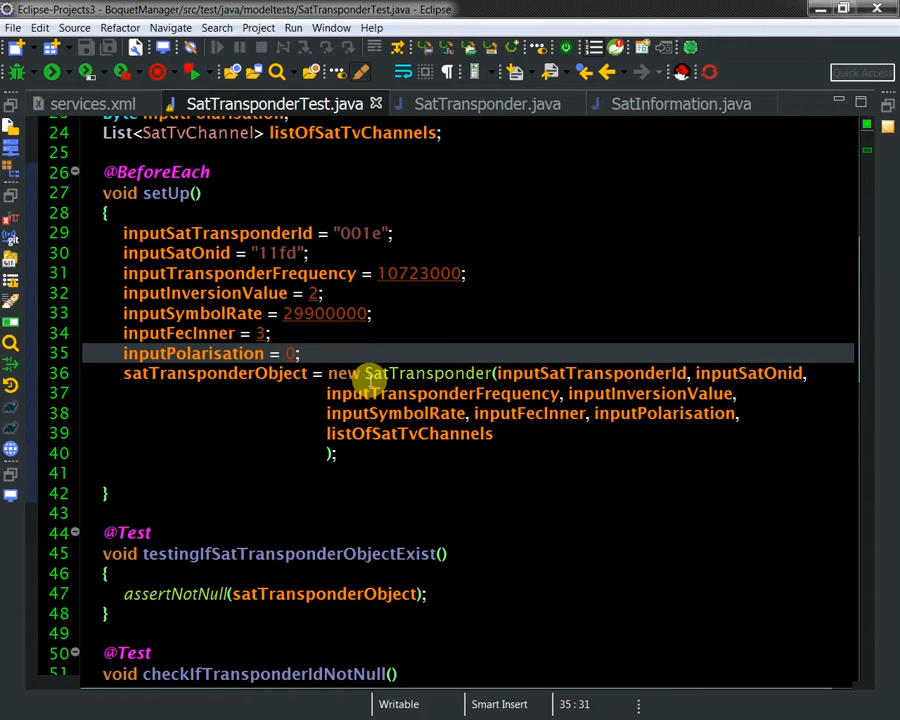 Eclipse-Projects3 - BoquetManager/src/test/java/modeltests/SatTransponderTest.java - Eclipse
File Edit Source Refactor Navigate Search Project Run Window Help
Quick Access
services.xml SatTransponderTest.java SatTransponder.java SatInformation.java
24 List<SatTvChannel> listOfSatTvChannels;
25
26 @BeforeEach
27 void setUp()
28 {
29 inputSatTransponderId = "001e";
30 inputSatOnid = "11fd";
31 inputTransponderFrequency = 10723000;
32 inputInversionValue = 2;
33 inputSymbolRate = 29900000;
34 inputFecInner = 3;
35 inputPolarisation = 0;
36 satTransponderObject = new SatTransponder(inputSatTransponderId, inputSatOnid,
37 inputTransponderFrequency, inputInversionValue,
38 inputSymbolRate, inputFecInner, inputPolarisation,
39 listOfSatTvChannels
40 );
41
42 }
43
44 @Test
45 void testingIfSatTransponderObjectExist()
46 {
47 assertNotNull(satTransponderObject);
48 }
49
50 @Test
51 void checkIfTransponderIdNotNull()
Writable Smart Insert 35 : 31